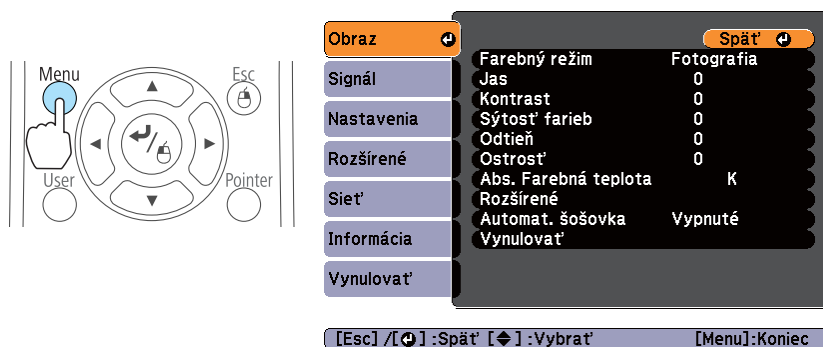 Menu
Esc
User
Pointer
Obraz
Signál
Nastavenia
Rozšírené
Sieť
Informácia
Vynulovať
Späť
Farebný režim Fotografia
Jas 0
Kontrast 0
Sýtosť farieb 0
Odtieň 0
Ostrosť 0
Abs. Farebná teplota K
Rozšírené
Automat. šošovka Vypnuté
Vynulovať
[Esc] /[ ] :Späť [ ] :Vybrať [Menu]:Koniec